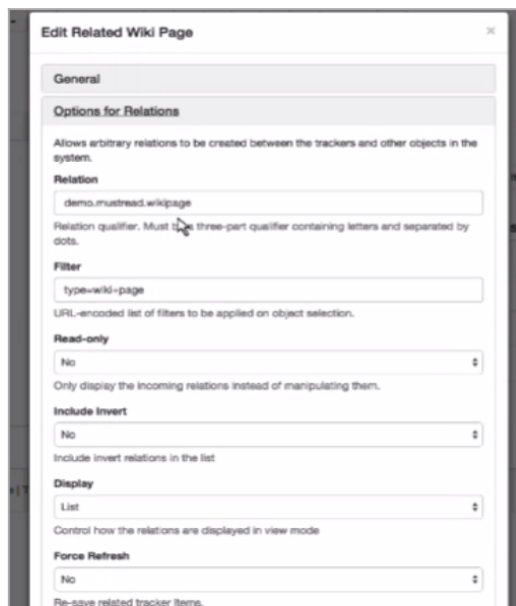 Edit Related Wiki Page
×
General
Options for Relations
Allows arbitrary relations to be created between the trackers and other objects in the
system.
Relation
demo.mustread.wikipage
Relation qualifier. Must three-part qualifier containing letters and separated by
dots.
Filter
type=wiki-page
URL-encoded list of filters to be applied on object selection.
Read-only
No
Only display the incoming relations instead of manipulating them.
Include Invert
No
Include invert relations in the list
Display
List
Control how the relations are displayed in view mode
Force Refresh
No
Re-save related tracker items.